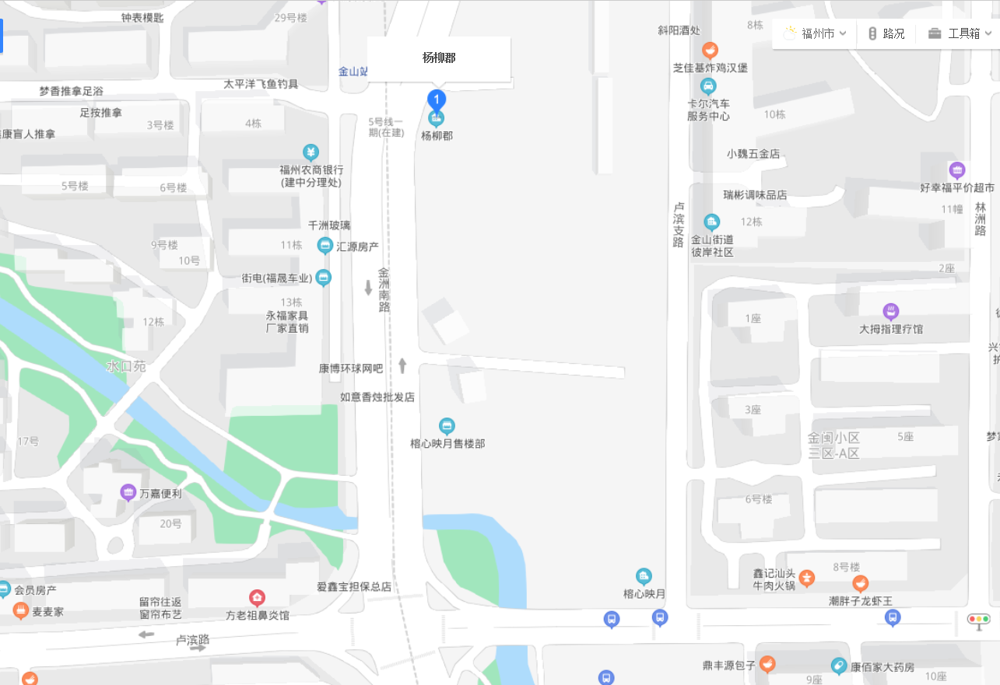 钟表模匙
29号楼
斜阳酒处
8栋
福州市
路况
工具箱
杨柳郡
芝佳基炸鸡汉堡
金山站
太平洋飞鱼钓具
梦香推拿足浴
1
卡尔汽车
服务中心
足按推拿
3号楼
4栋
5号线一
期(在建)
10栋
康盲人推拿
杨柳郡
小魏五金店
福州农商银行
(建中分理处)
5号楼
6号楼
好幸福平价超市
瑞彬调味品店
11幢
林洲路
卢滨支路
千洲玻璃
12栋
9号楼
11栋
汇源房产
金山街道
彼岸社区
10号
2座
街电(福晟车业)
金洲南路
13栋
永福家具
厂家直销
12栋
1座
大拇指理疗馆
水口苑
康博环球网吧
如意香烛批发店
3座
17号
榕心映月售楼部
金闽小区
三区-A区
5座
万嘉便利
6号楼
20号
8号楼
鑫记汕头
牛肉火锅
会员房产
爱鑫宝担保总店
榕心映月
潮胖子龙虾王
麦麦家
留帘往返
窗帘布艺
方老祖鼻炎馆
卢滨路
鼎丰源包子
康佰家大药房
9座
10座